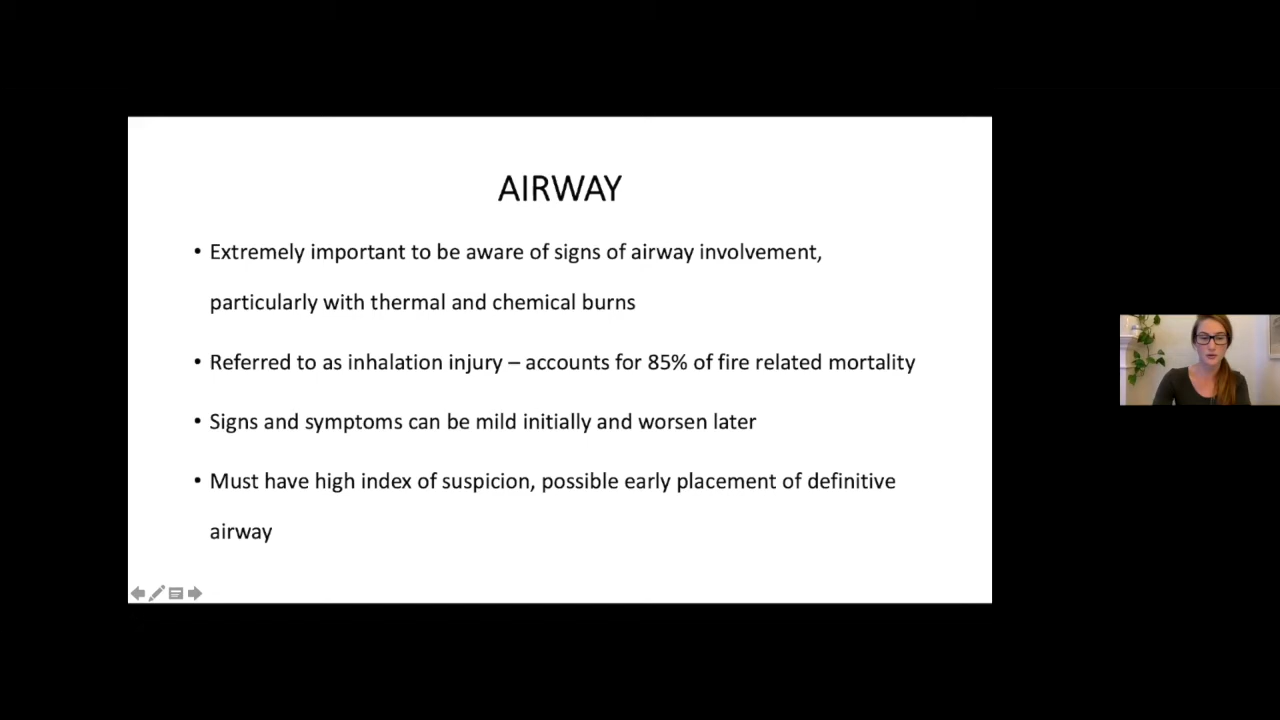 AIRWAY
• Extremely important to be aware of signs of airway involvement,
particularly with thermal and chemical burns
• Referred to as inhalation injury – accounts for 85% of fire related mortality
• Signs and symptoms can be mild initially and worsen later
• Must have high index of suspicion, possible early placement of definitive
airway